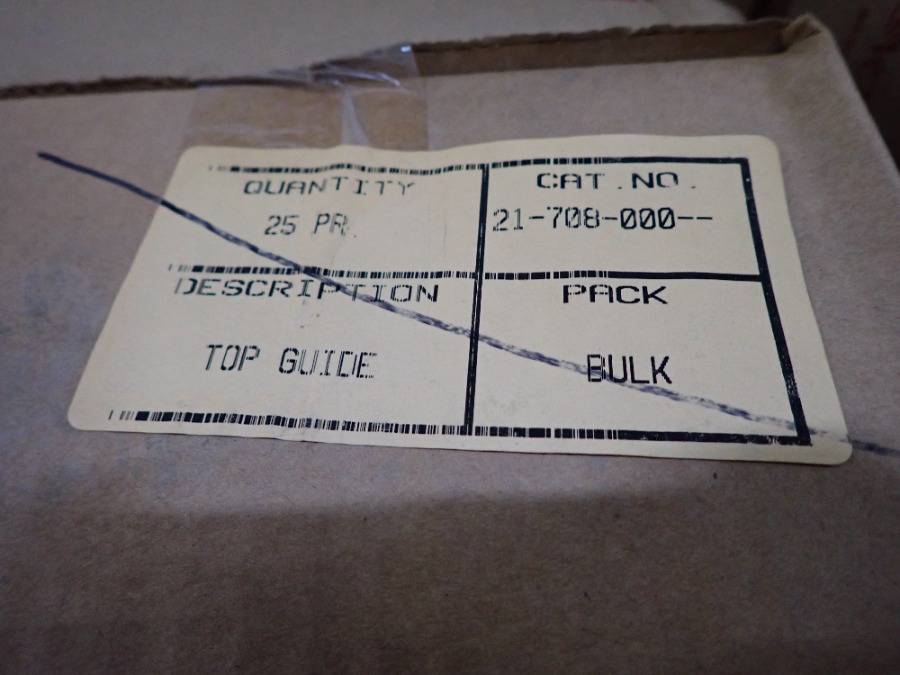 QUANTITY
25 PR.
CAT.NO.
21-708-000--
DESCRIPTION
TOP GUIDE
PACK
BULK